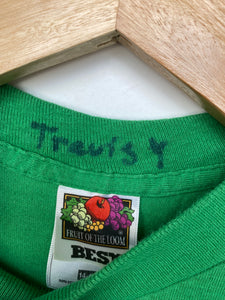 Travis Y
FRUIT OF THE LOOM
BEST